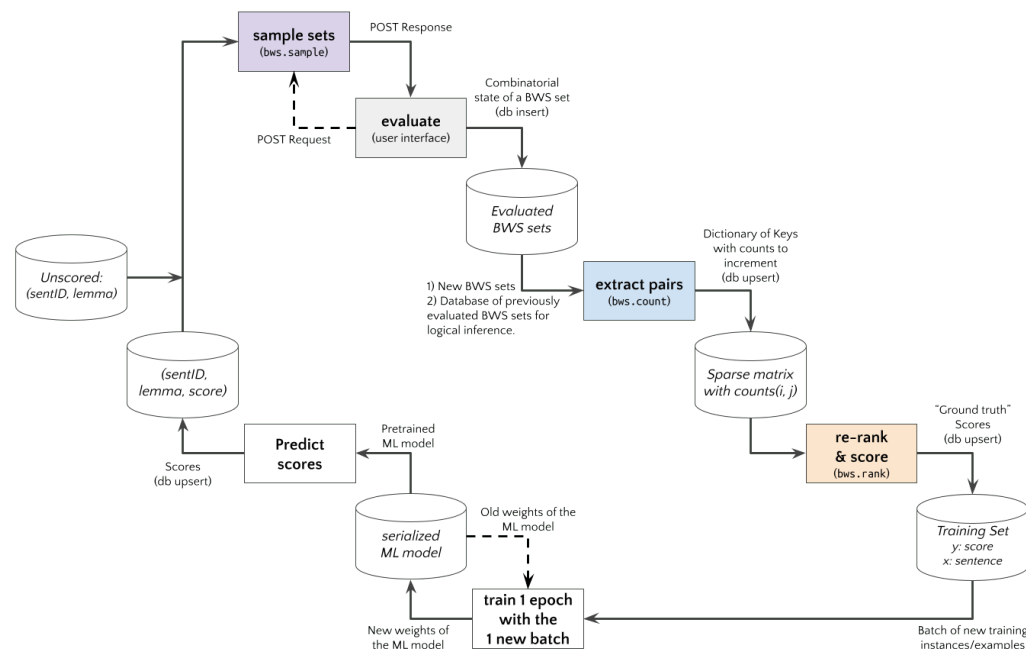 POST Response
sample sets
(bws.sample)
Combinatorial
state of a BWS set
(db insert)
evaluate
(user interface)
POST Request
Evaluated
BWS sets
Dictionary of Keys
with counts to
increment
(db upsert)
Unscored:
(sentID, lemma)
extract pairs
(bws.count)
1) New BWS sets
2) Database of previously
evaluated BWS sets for
logical inference.
(sentID,
lemma, score)
Sparse matrix
with counts(i, j)
"Ground truth"
Scores
(db upsert)
Pretrained
ML model
Predict
scores
re-rank
& score
(bws.rank)
Scores
(db upsert)
Old weights of the
ML model
serialized
ML model
Training Set
y: score
x: sentence
train 1 epoch
with the
1 new batch
New weights of
the ML model
Batch of new training
instances/examples